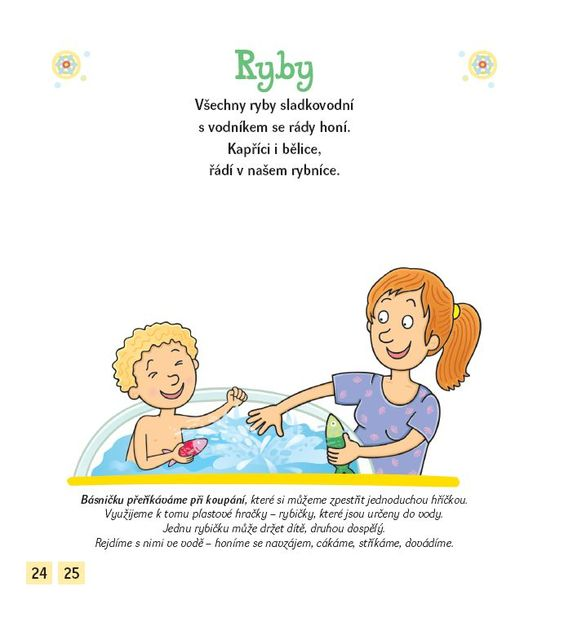 Ryby
Všechny ryby sladkovodní
s vodníkem se rády honí.
Kapříci i bělice,
řádí v našem rybníce.
Básničku přeříkáváme při koupání, které si můžeme zpestřit jednoduchou hříčkou.
Využijeme k tomu plastové hračky – rybičky, které jsou určeny do vody.
Jednu rybičku může držet dítě, druhou dospělý.
Rejdíme s nimi ve vodě – honíme se navzájem, cákáme, stříkáme, dovádíme.
24 25